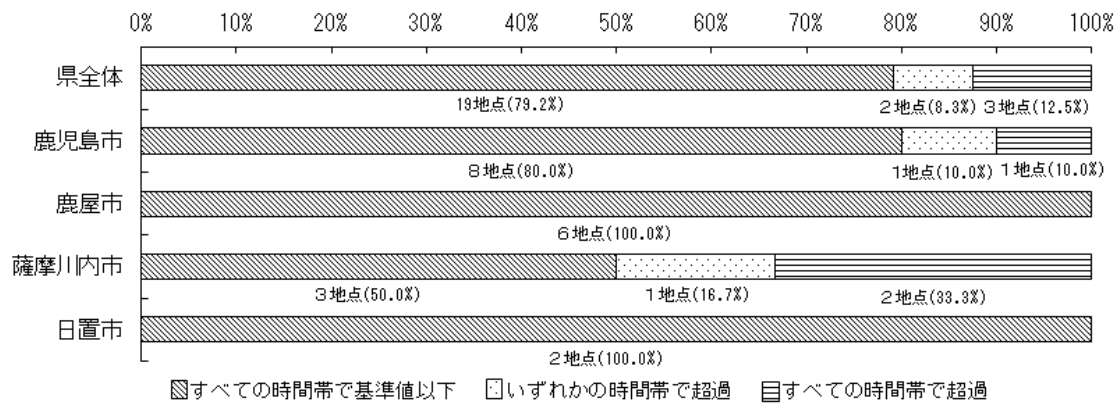 0% 10% 20% 30% 40% 50% 60% 70% 80% 90% 100%
県全体
19地点(79.2%) 2地点(8.3%) 3地点(12.5%)
鹿児島市
8地点(80.0%) 1地点(10.0%) 1地点(10.0%)
鹿屋市
6地点(100.0%)
薩摩川内市
3地点(50.0%) 1地点(16.7%) 2地点(33.3%)
日置市
2地点(100.0%)
すべての時間帯で基準値以下 いずれかの時間帯で超過 すべての時間帯で超過